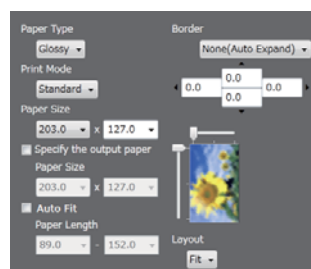 Paper Type
Glossy
Print Mode
Standard
Paper Size
203.0 x 127.0
Specify the output paper
Paper Size
203.0 x 127.0
Auto Fit
Paper Length
89.0 - 152.0
Border
None(Auto Expand)
0.0
0.0 0.0
0.0
Layout
Fit